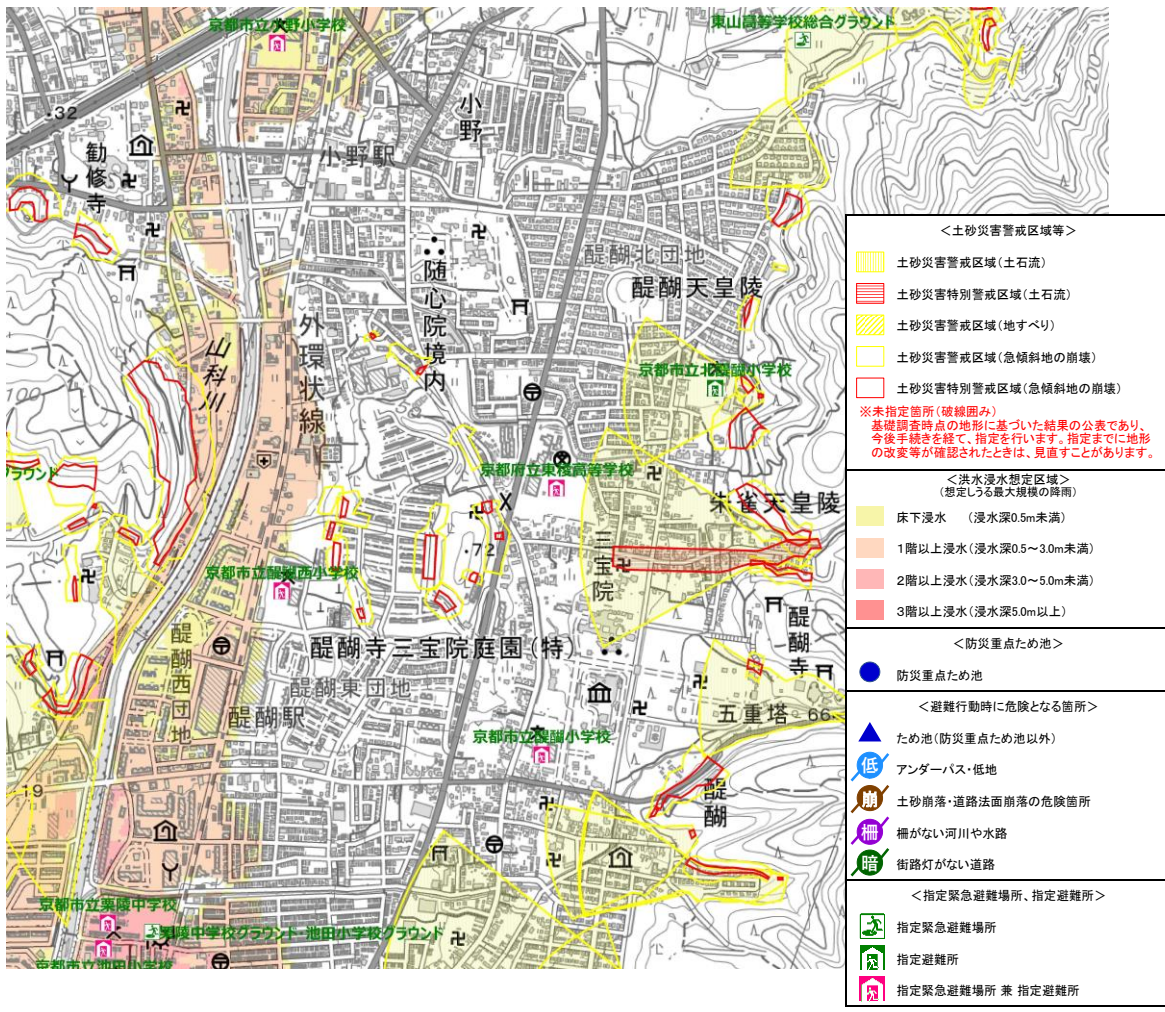 京都市立小野小学校
東山高等学校総合グラウンド
.32
小野
小野駅
勧修寺
随心院境内
醍醐北団地
醍醐天皇陵
外環状線
山科川
京都市立北醍醐小学校
100
グラウンド
京都府立東稜高等学校
朱雀天皇陵
・72
三宝院
京都市立醍醐西小学校
醍醐寺
醍醐寺三宝院庭園(特)
醍醐西団地
醍醐東団地
醍醐駅
五重塔
66
京都市立醍醐小学校
19
醍醐
京都市立栗陵中学校
栗陵中学校グラウンド・池田小学校グラウンド
京都市立池田小学校
<土砂災害警戒区域等>
土砂災害警戒区域(土石流)
土砂災害特別警戒区域(土石流)
土砂災害警戒区域(地すべり)
土砂災害警戒区域(急傾斜地の崩壊)
土砂災害特別警戒区域(急傾斜地の崩壊)
※未指定箇所(破線囲み)
基礎調査時点の地形に基づいた結果の公表であり、
今後手続きを経て、指定を行います。指定までに地形
の改変等が確認されたときは、見直すことがあります。
<洪水浸水想定区域>
(想定しうる最大規模の降雨)
床下浸水 (浸水深0.5m未満)
1階以上浸水(浸水深0.5~3.0m未満)
2階以上浸水(浸水深3.0~5.0m未満)
3階以上浸水(浸水深5.0m以上)
<防災重点ため池>
防災重点ため池
<避難行動時に危険となる箇所>
ため池(防災重点ため池以外)
低 アンダーパス・低地
崩 土砂崩落・道路法面崩落の危険箇所
柵 柵がない河川や水路
暗 街路灯がない道路
<指定緊急避難場所、指定避難所>
指定緊急避難場所
指定避難所
指定緊急避難場所 兼 指定避難所